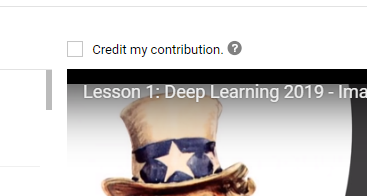 Credit my contribution. ?
Lesson 1: Deep Learning 2019 - Ima